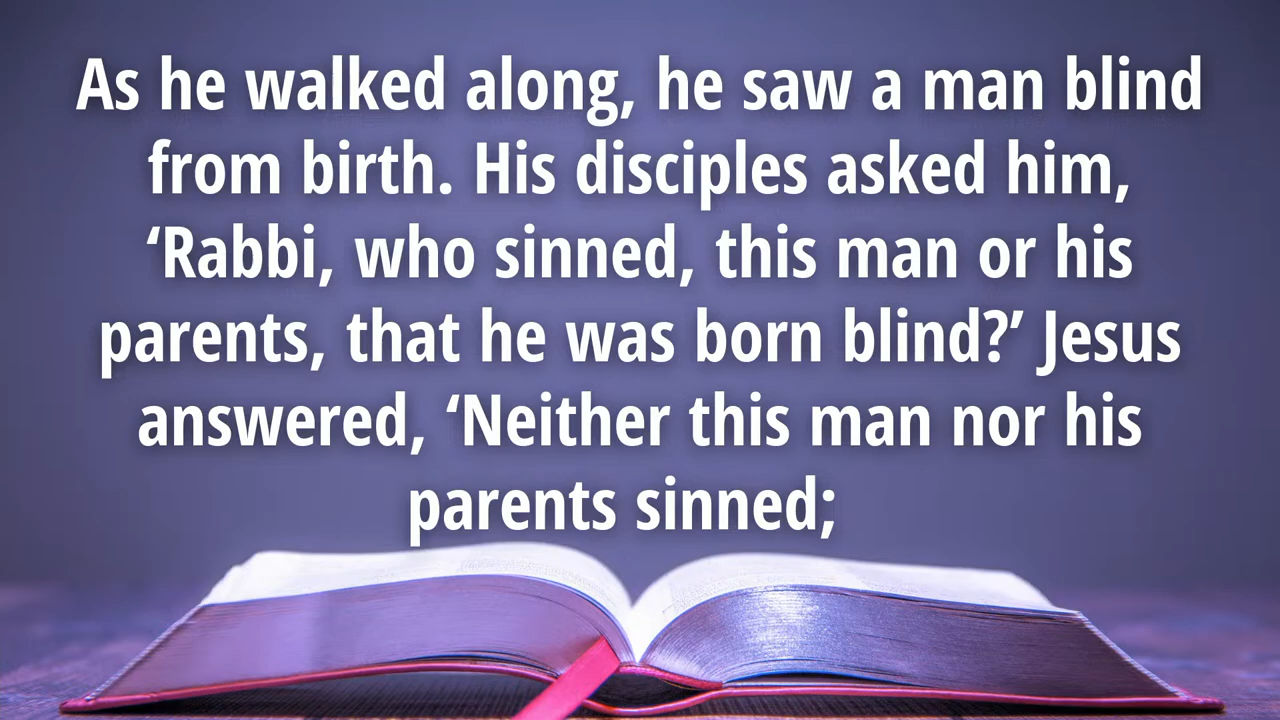 As he walked along, he saw a man blind
from birth. His disciples asked him,
‘Rabbi, who sinned, this man or his
parents, that he was born blind?’ Jesus
answered, ‘Neither this man nor his
parents sinned;